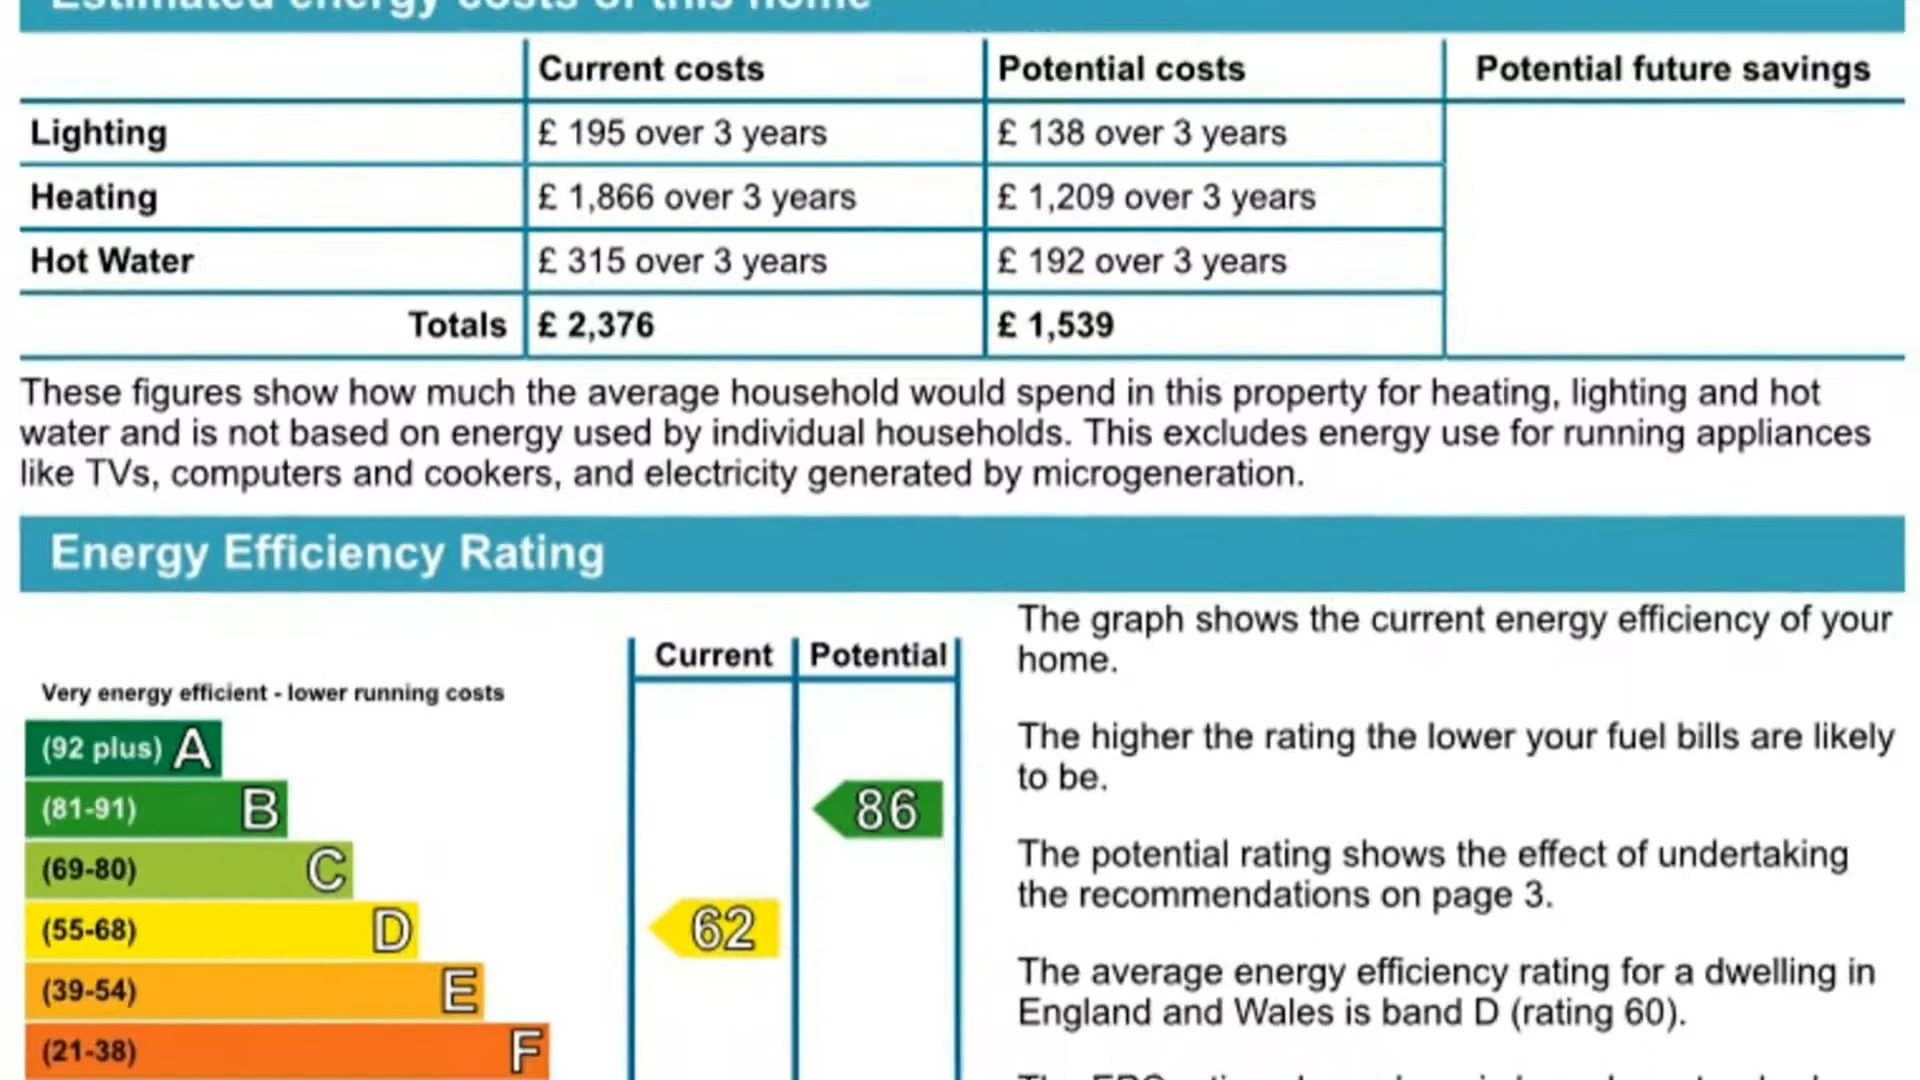 Estimated energy costs of this home
Current costs Potential costs Potential future savings
Lighting £ 195 over 3 years £ 138 over 3 years
Heating £ 1,866 over 3 years £ 1,209 over 3 years
Hot Water £ 315 over 3 years £ 192 over 3 years
Totals £ 2,376 £ 1,539
These figures show how much the average household would spend in this property for heating, lighting and hot
water and is not based on energy used by individual households. This excludes energy use for running appliances
like TVs, computers and cookers, and electricity generated by microgeneration.
Energy Efficiency Rating
Current Potential
Very energy efficient - lower running costs
(92 plus) A
(81-91) B 86
(69-80) C
(55-68) D 62
(39-54) E
(21-38) F
The graph shows the current energy efficiency of your
home.
The higher the rating the lower your fuel bills are likely
to be.
The potential rating shows the effect of undertaking
the recommendations on page 3.
The average energy efficiency rating for a dwelling in
England and Wales is band D (rating 60).